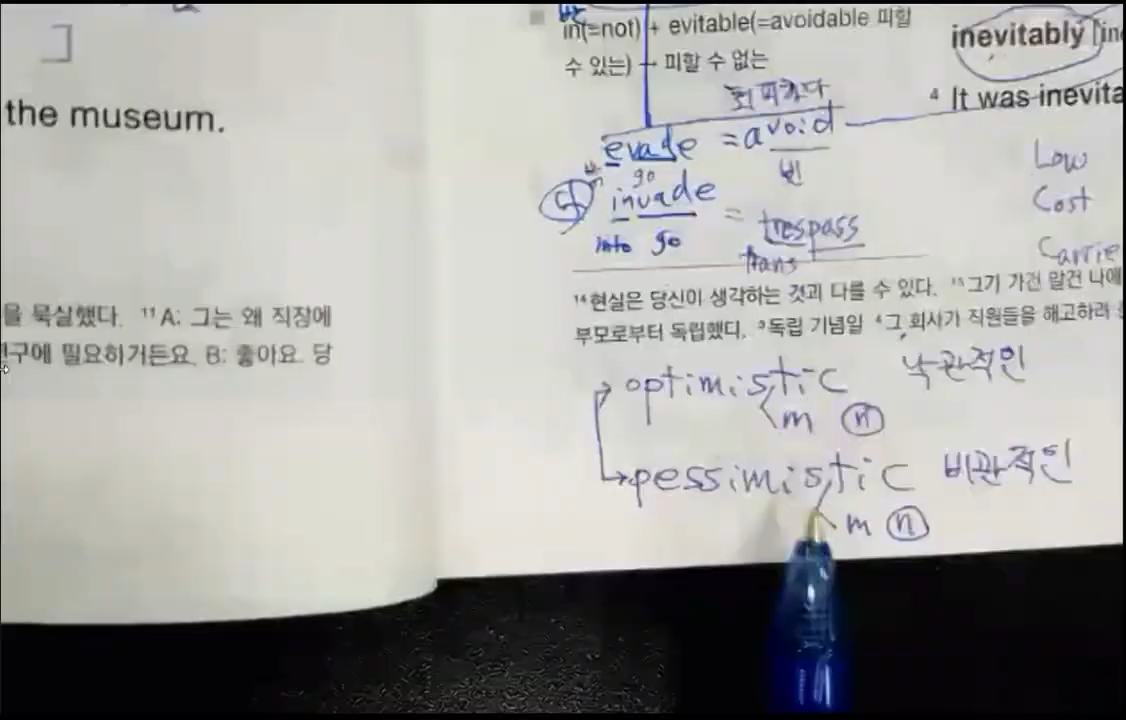 the museum.
을 묵실했다. ¹¹A: 그는 왜 직장에
구에 필요하거든요. B: 좋아요. 당
in(=not) + evitable(=avoidable 피할
수 있는) → 피할 수 없는
inevitably [in
⁴ It was inevita
회피하다
evade = avoid
go 빈
invade = trespass
into go trans
Low
Cost
Carrie
¹⁴현실은 당신이 생각하는 것과 다를 수 있다. ¹⁵그기 가건 말건 나에
부모로부터 독립했다. ³독립 기념일 ⁴그 회사가 직원들을 해고하려
optimistic 낙관적인
m n
pessimistic 비관적인
m n